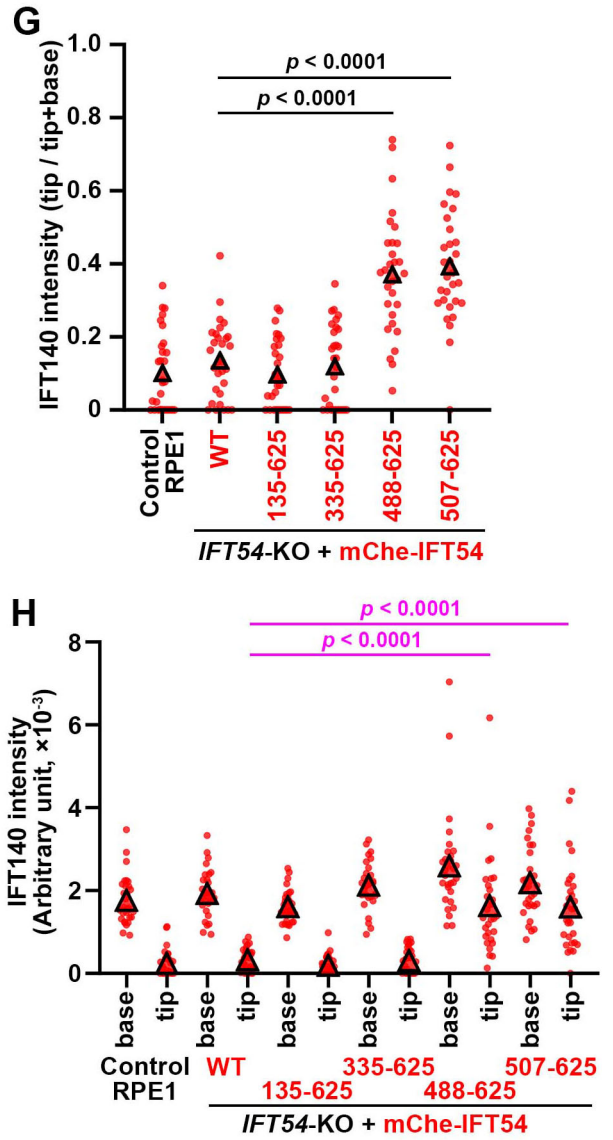 G
IFT140 intensity (tip / tip+base)
1.0
0.8
0.6
0.4
0.2
0
p < 0.0001
p < 0.0001
Control
RPE1
WT
135-625
335-625
488-625
507-625
IFT54-KO + mChe-IFT54
H
IFT140 intensity
(Arbitrary unit, ×10⁻³)
8
6
4
2
0
p < 0.0001
p < 0.0001
base tip base tip base tip base tip base tip base tip
Control WT 335-625 507-625
RPE1 135-625 488-625
IFT54-KO + mChe-IFT54